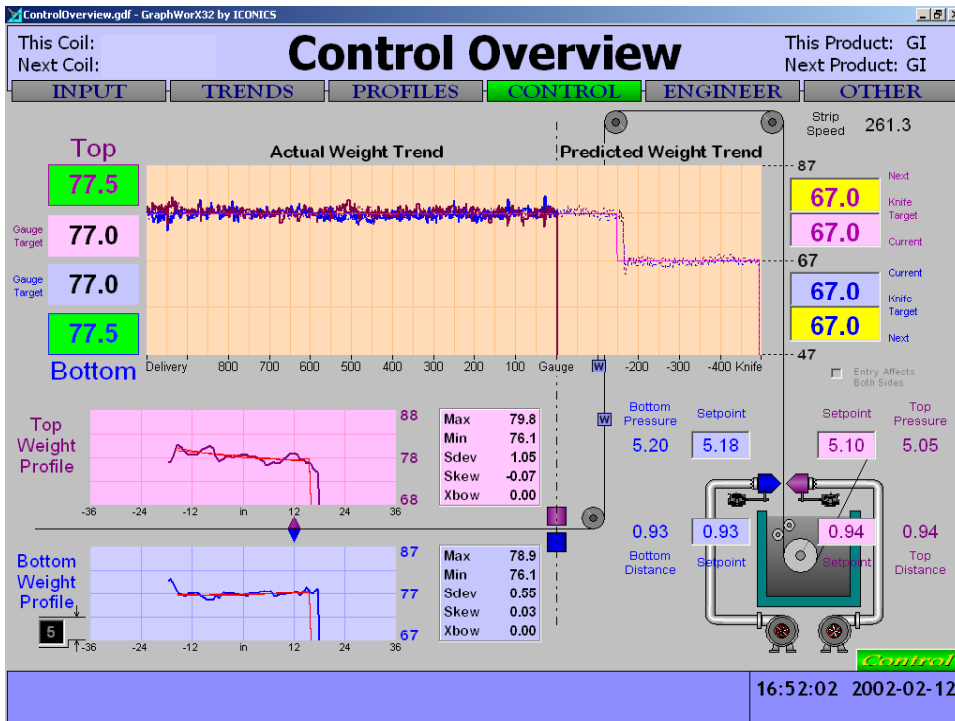 ControlOverview.gdf - GraphWorX32 by ICONICS
This Coil:
Next Coil:
Control Overview
This Product: GI
Next Product: GI
INPUT TRENDS PROFILES CONTROL ENGINEER OTHER
Strip Speed 261.3
Top
77.5
Gauge Target 77.0
Gauge Target 77.0
77.5
Bottom
Actual Weight Trend
Predicted Weight Trend
87
67
47
Next
67.0
Knife Target
67.0
Current
Current
67.0
Knife Target
67.0
Next
Delivery 800 700 600 500 400 300 200 100 Gauge W -200 -300 -400 Knife
Entry Affects
Both Sides
W
Top
Weight
Profile
88
78
68
-36 -24 -12 in 12 24 36
Max 79.8
Min 76.1
Sdev 1.05
Skew -0.07
Xbow 0.00
Bottom Pressure
Setpoint
Setpoint
Top Pressure
5.20 5.18 5.10 5.05
0.93 0.93 0.94 0.94
Bottom Distance
Setpoint
Setpoint
Top Distance
Bottom
Weight
Profile
5
87
77
67
-36 -24 -12 in 12 24 36
Max 78.9
Min 76.1
Sdev 0.55
Skew 0.03
Xbow 0.00
Control
16:52:02 2002-02-12